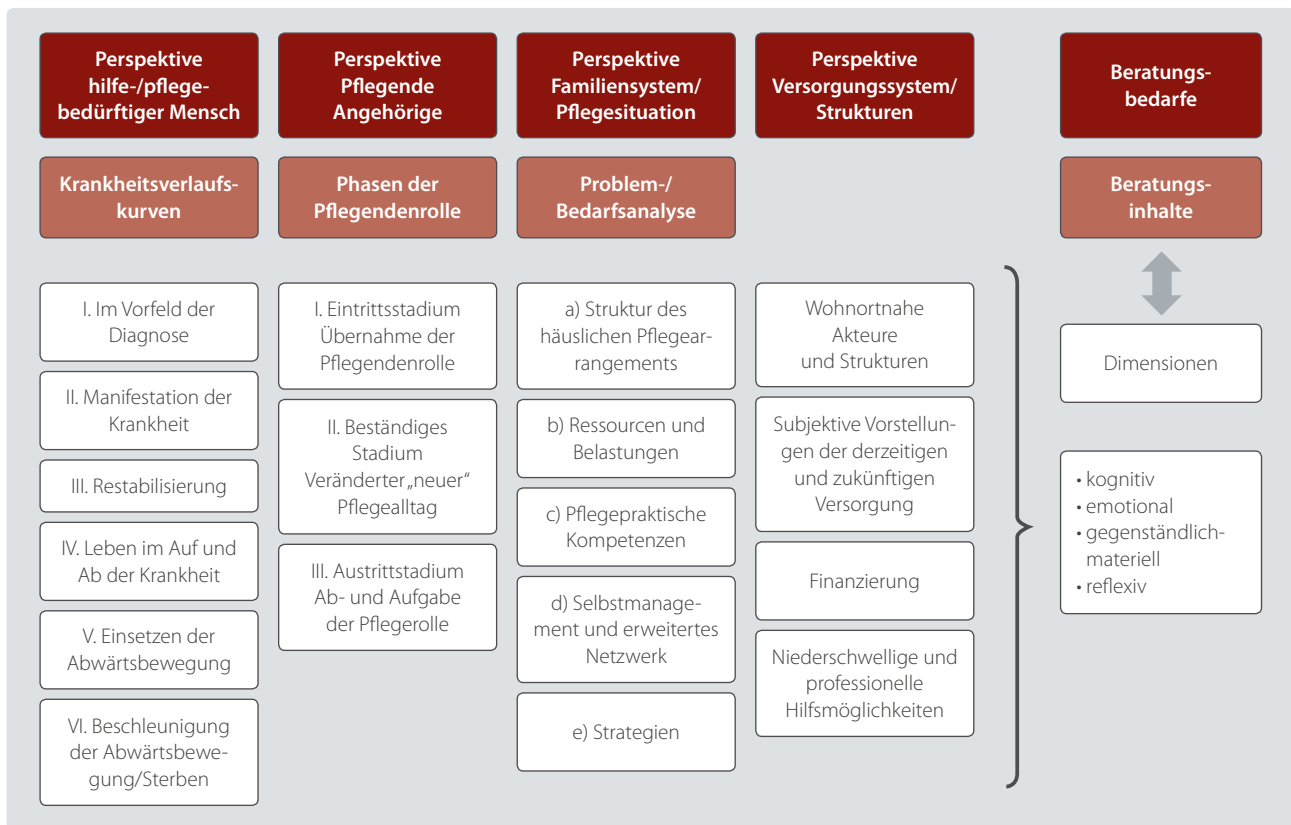 Perspektive
hilfe-/pflege-
bedürftiger Mensch
Perspektive
Pflegende
Angehörige
Perspektive
Familiensystem/
Pflegesituation
Perspektive
Versorgungssystem/
Strukturen
Beratungs-
bedarfe
Krankheitsverlaufs-
kurven
Phasen der
Pflegendenrolle
Problem-/
Bedarfsanalyse
Beratungs-
inhalte
I. Im Vorfeld der
Diagnose
II. Manifestation der
Krankheit
III. Restabilisierung
IV. Leben im Auf und
Ab der Krankheit
V. Einsetzen der
Abwärtsbewegung
VI. Beschleunigung
der Abwärtsbewe-
gung/Sterben
I. Eintrittsstadium
Übernahme der
Pflegendenrolle
II. Beständiges
Stadium
Veränderter „neuer“
Pflegealltag
III. Austrittstadium
Ab- und Aufgabe
der Pflegerolle
a) Struktur des
häuslichen Pflegear-
rangements
b) Ressourcen und
Belastungen
c) Pflegepraktische
Kompetenzen
d) Selbstmanage-
ment und erweitertes
Netzwerk
e) Strategien
Wohnortnahe
Akteure
und Strukturen
Subjektive Vorstellun-
gen der derzeitigen
und zukünftigen
Versorgung
Finanzierung
Niederschwellige und
professionelle
Hilfsmöglichkeiten
Dimensionen
• kognitiv
• emotional
• gegenständlich-
materiell
• reflexiv